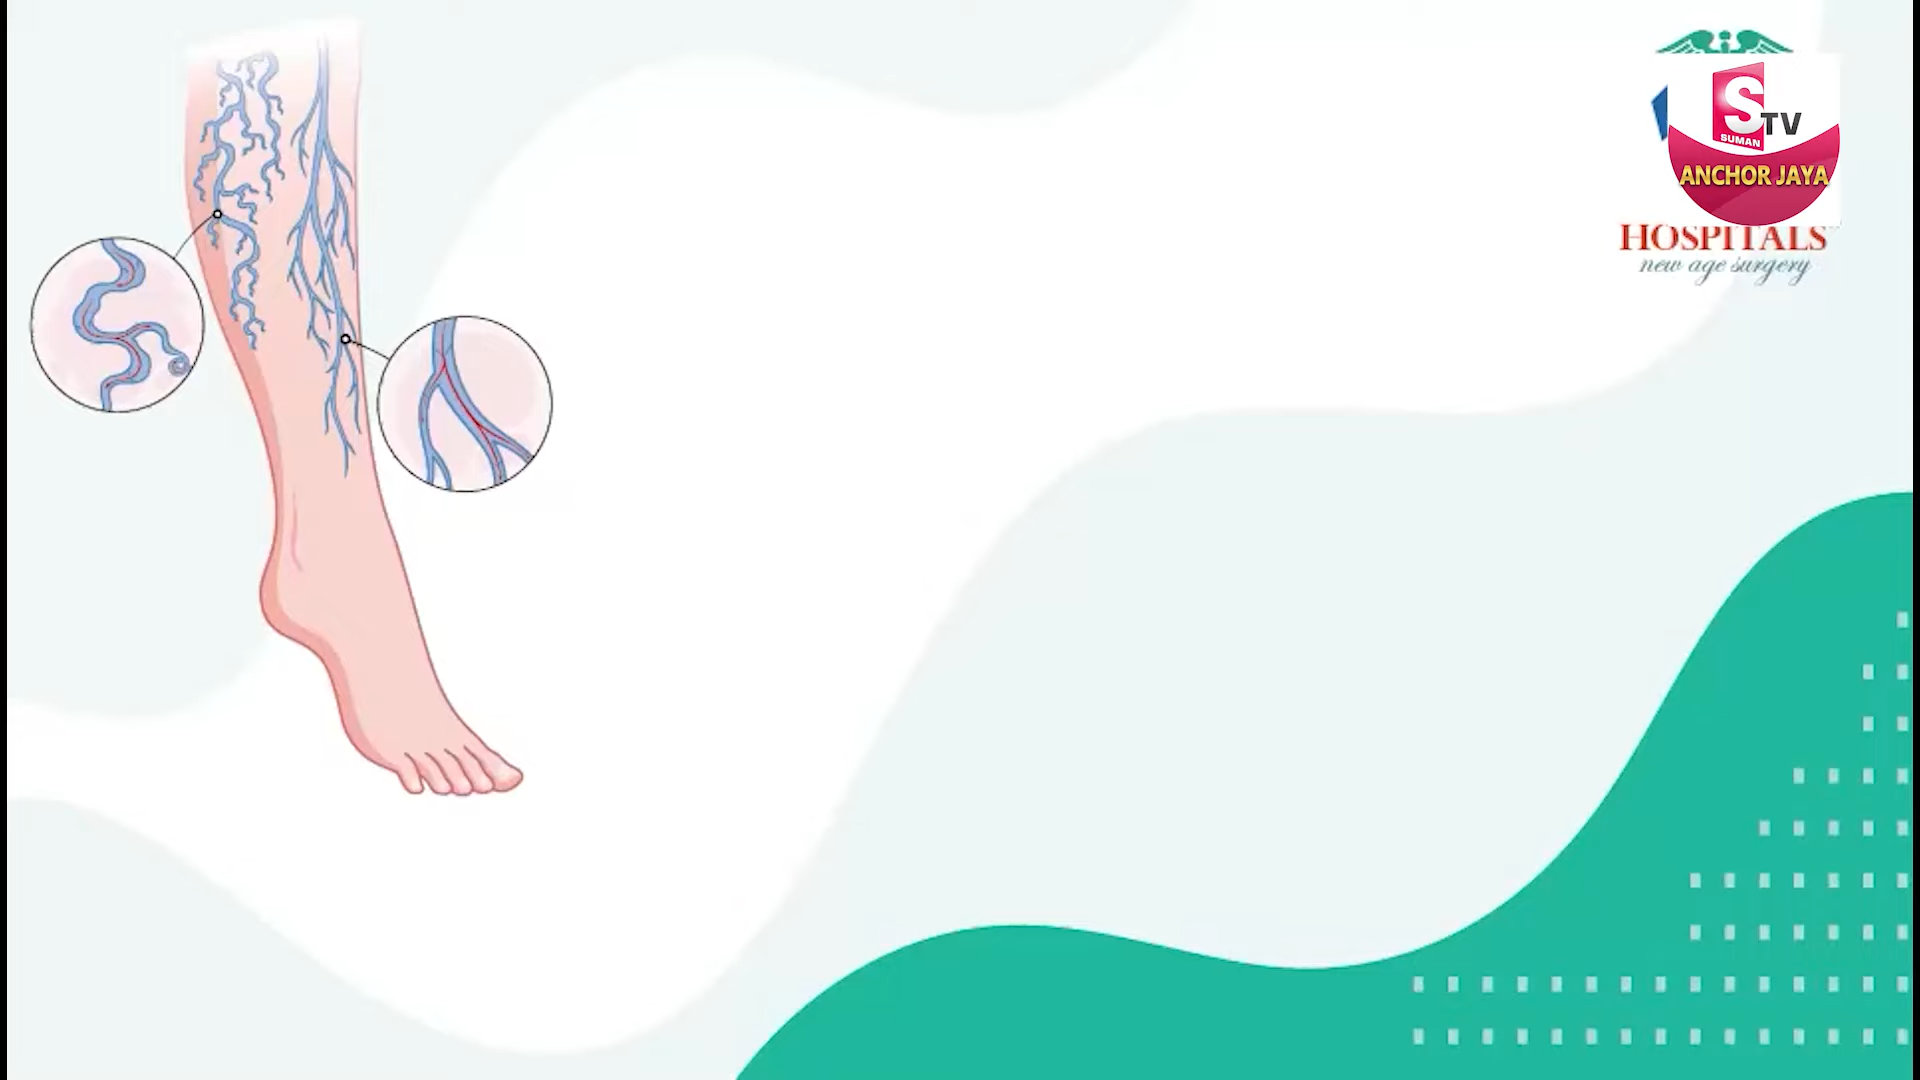 S
TV
SUMAN
ANCHOR JAYA
HOSPITALS
new age surgery